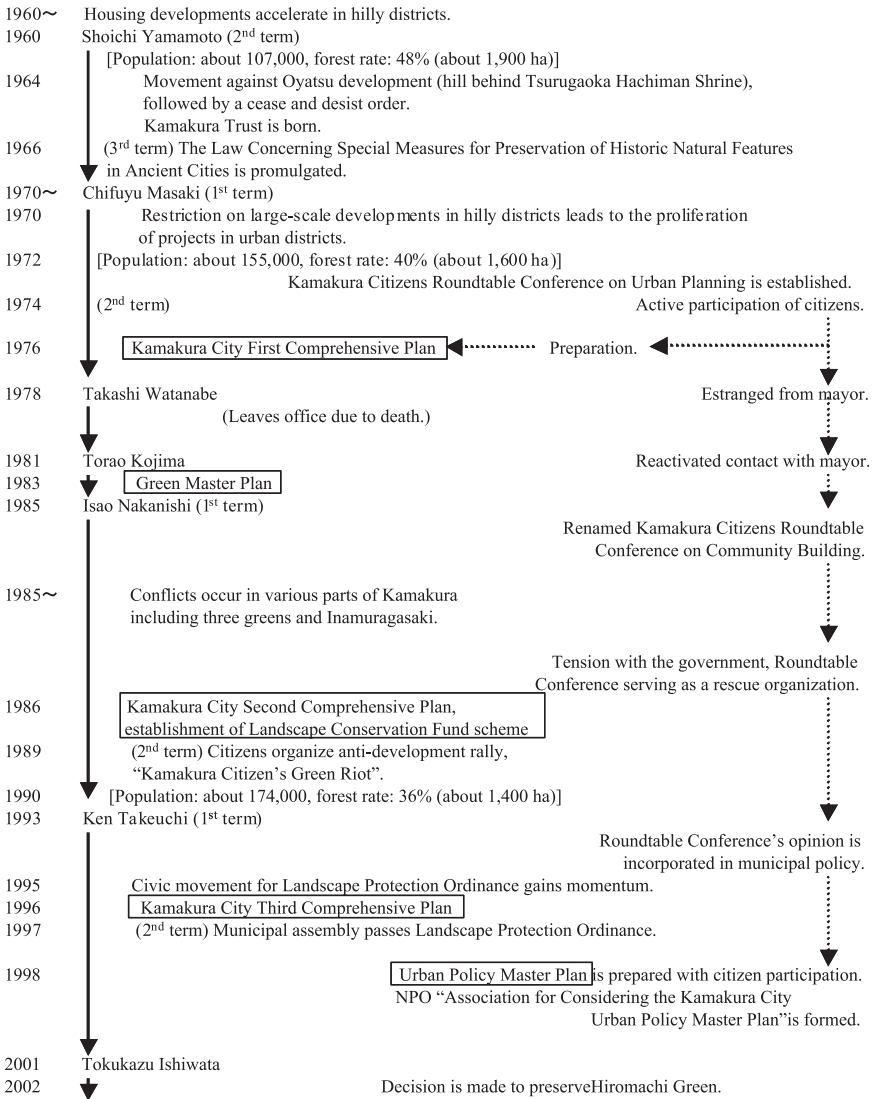 1960~ Housing developments accelerate in hilly districts.
1960 Shoichi Yamamoto (2nd term)
[Population: about 107,000, forest rate: 48% (about 1,900 ha)]
1964 Movement against Oyatsu development (hill behind Tsurugaoka Hachiman Shrine),
followed by a cease and desist order.
Kamakura Trust is born.
1966 (3rd term) The Law Concerning Special Measures for Preservation of Historic Natural Features
in Ancient Cities is promulgated.
1970~ Chifuyu Masaki (1st term)
1970 Restriction on large-scale developments in hilly districts leads to the proliferation
of projects in urban districts.
1972 [Population: about 155,000, forest rate: 40% (about 1,600 ha)]
Kamakura Citizens Roundtable Conference on Urban Planning is established.
1974 (2nd term) Active participation of citizens.
1976 Kamakura City First Comprehensive Plan Preparation.
1978 Takashi Watanabe Estranged from mayor.
(Leaves office due to death.)
1981 Torao Kojima Reactivated contact with mayor.
1983 Green Master Plan
1985 Isao Nakanishi (1st term)
Renamed Kamakura Citizens Roundtable
Conference on Community Building.
1985~ Conflicts occur in various parts of Kamakura
including three greens and Inamuragasaki.
Tension with the government, Roundtable
Conference serving as a rescue organization.
1986 Kamakura City Second Comprehensive Plan,
establishment of Landscape Conservation Fund scheme
1989 (2nd term) Citizens organize anti-development rally,
“Kamakura Citizen’s Green Riot”.
1990 [Population: about 174,000, forest rate: 36% (about 1,400 ha)]
1993 Ken Takeuchi (1st term)
Roundtable Conference’s opinion is
incorporated in municipal policy.
1995 Civic movement for Landscape Protection Ordinance gains momentum.
1996 Kamakura City Third Comprehensive Plan
1997 (2nd term) Municipal assembly passes Landscape Protection Ordinance.
1998 Urban Policy Master Plan is prepared with citizen participation.
NPO “Association for Considering the Kamakura City
Urban Policy Master Plan”is formed.
2001 Tokukazu Ishiwata
2002 Decision is made to preserveHiromachi Green.